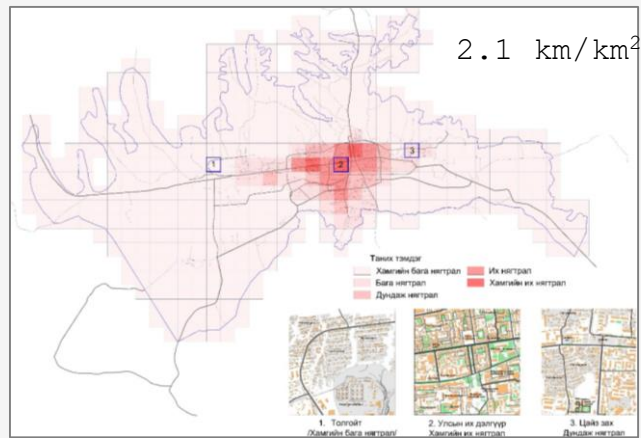 2.1 km/km²
1
2
3
Таних тэмдэг
Хамгийн бага нягтрал
Бага нягтрал
Дундаж нягтрал
Их нягтрал
Хамгийн их нягтрал
1. Толгойт
/Хамгийн бага нягтрал/
2. Улсын их дэлгүүр
Хамгийн их нягтрал
3. Цайз зах
Дундаж нягтрал